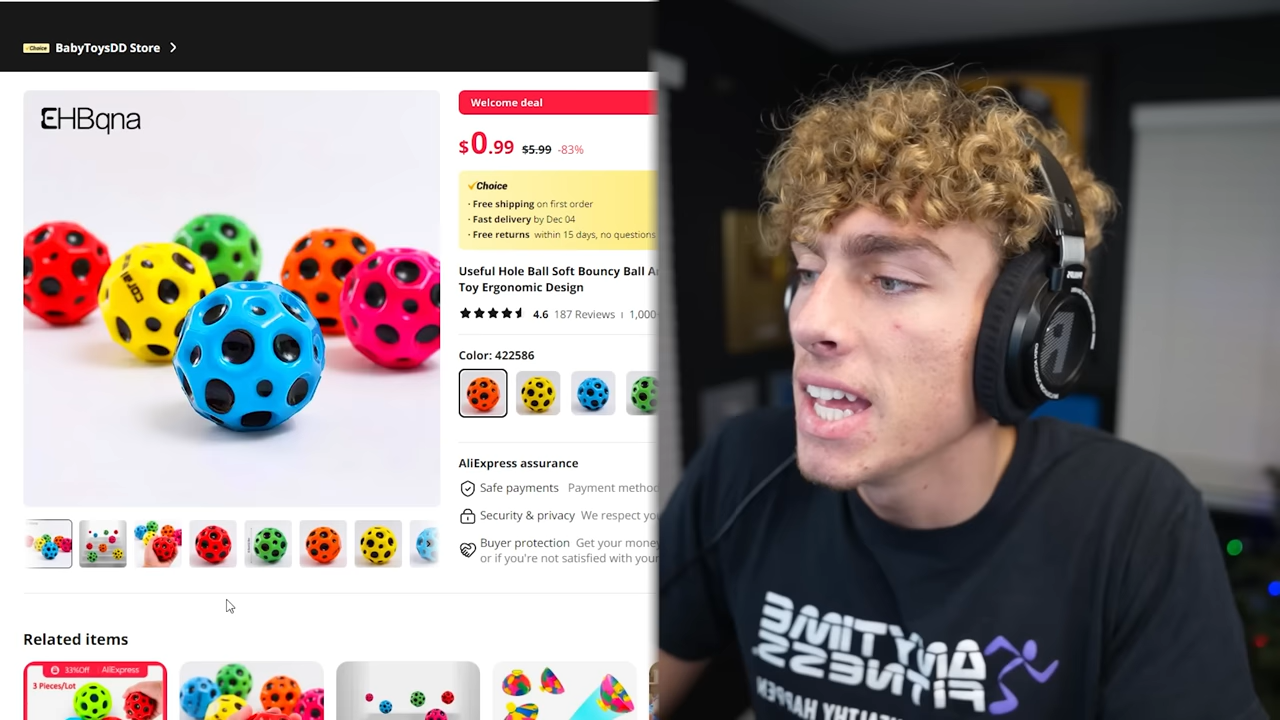 Choice BabyToysDD Store
EHBqna
Welcome deal
$0.99 $5.99 -83%
Choice
· Free shipping on first order
· Fast delivery by Dec 04
· Free returns within 15 days, no questions
Useful Hole Ball Soft Bouncy Ball
Toy Ergonomic Design
4.6 187 Reviews 1,000
Color: 422586
AliExpress assurance
Safe payments Payment
Security & privacy We respect
Buyer protection Get your money
or if you're not satisfied with your
Related items
33%Off AliExpress
3 Pieces/Lot
ANYTIME
FITNESS.
HAPPEN